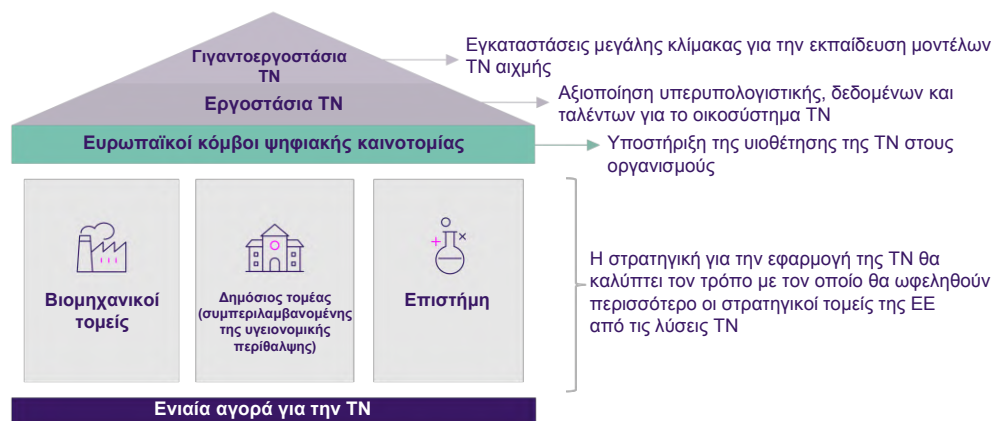 Γιγαντοεργοστάσια
ΤΝ
Εγκαταστάσεις μεγάλης κλίμακας για την εκπαίδευση μοντέλων
ΤΝ αιχμής
Εργοστάσια ΤΝ
Αξιοποίηση υπερυπολογιστικής, δεδομένων και
ταλέντων για το οικοσύστημα ΤΝ
Ευρωπαϊκοί κόμβοι ψηφιακής καινοτομίας
Υποστήριξη της υιοθέτησης της ΤΝ στους
οργανισμούς
Βιομηχανικοί
τομείς
Δημόσιος τομέας
(συμπεριλαμβανομένης
της υγειονομικής
περίθαλψης)
Επιστήμη
Η στρατηγική για την εφαρμογή της ΤΝ θα
καλύπτει τον τρόπο με τον οποίο θα ωφεληθούν
περισσότερο οι στρατηγικοί τομείς της ΕΕ
από τις λύσεις ΤΝ
Ενιαία αγορά για την ΤΝ